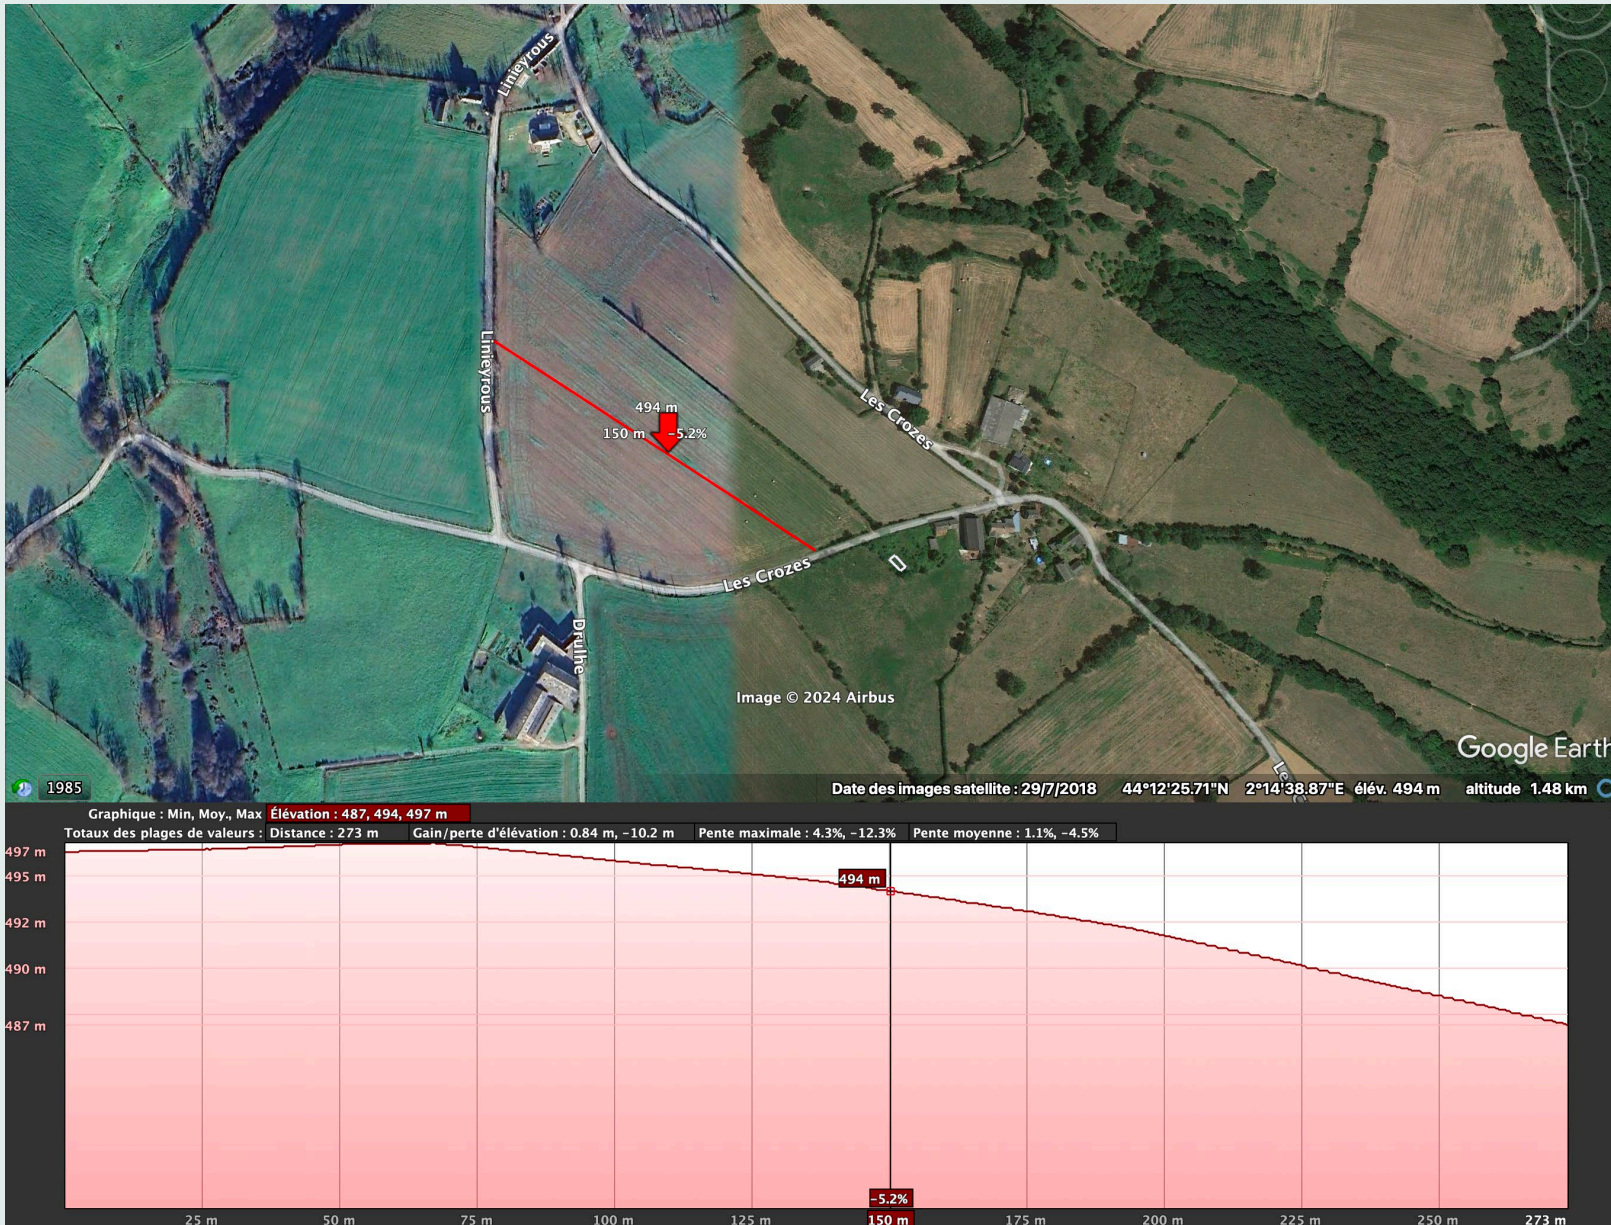 Linieyrous
Linieyrous
494 m
150 m
-5.2%
Les Crozes
Les Crozes
Drulhe
Image © 2024 Airbus
Google Earth
1985
Date des images satellite : 29/7/2018 44°12'25.71"N 2°14'38.87"E élév. 494 m altitude 1.48 km
Graphique : Min, Moy., Max Élévation : 487, 494, 497 m
Totaux des plages de valeurs : Distance : 273 m Gain/perte d'élévation : 0.84 m, -10.2 m Pente maximale : 4.3%, -12.3% Pente moyenne : 1.1%, -4.5%
497 m
495 m
494 m
492 m
490 m
487 m
-5.2%
25 m 50 m 75 m 100 m 125 m 150 m 175 m 200 m 225 m 250 m 273 m